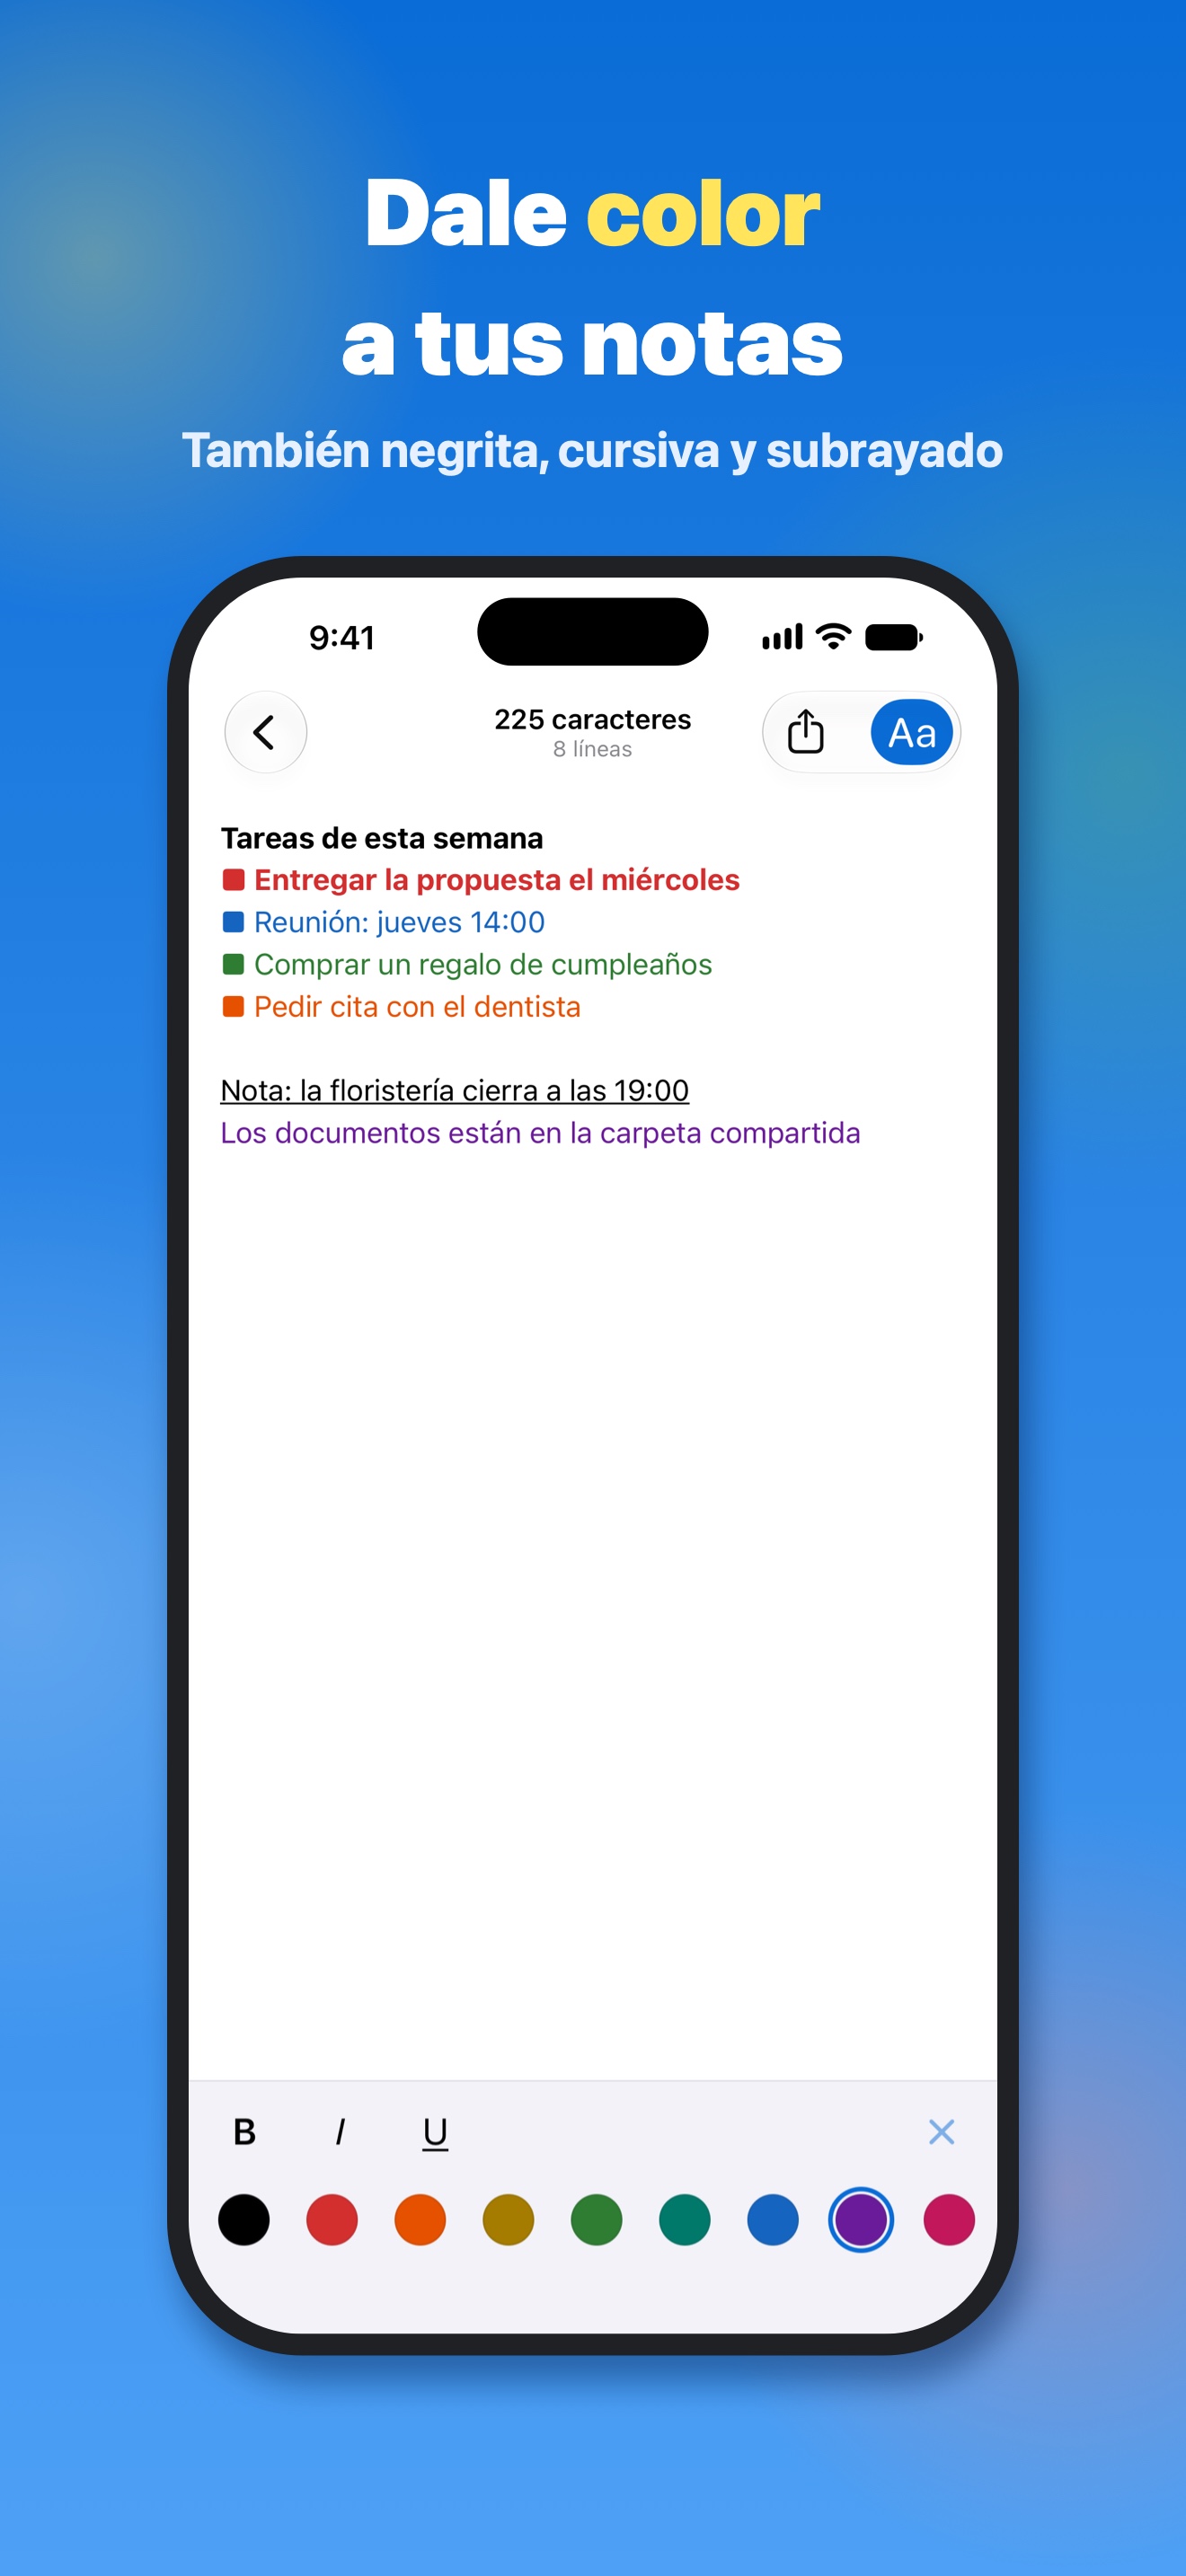 Dale color
a tus notas
También negrita, cursiva y subrayado
9:41
225 caracteres
8 líneas
Aa
Tareas de esta semana
■ Entregar la propuesta el miércoles
■ Reunión: jueves 14:00
■ Comprar un regalo de cumpleaños
■ Pedir cita con el dentista
Nota: la floristería cierra a las 19:00
Los documentos están en la carpeta compartida
B I U